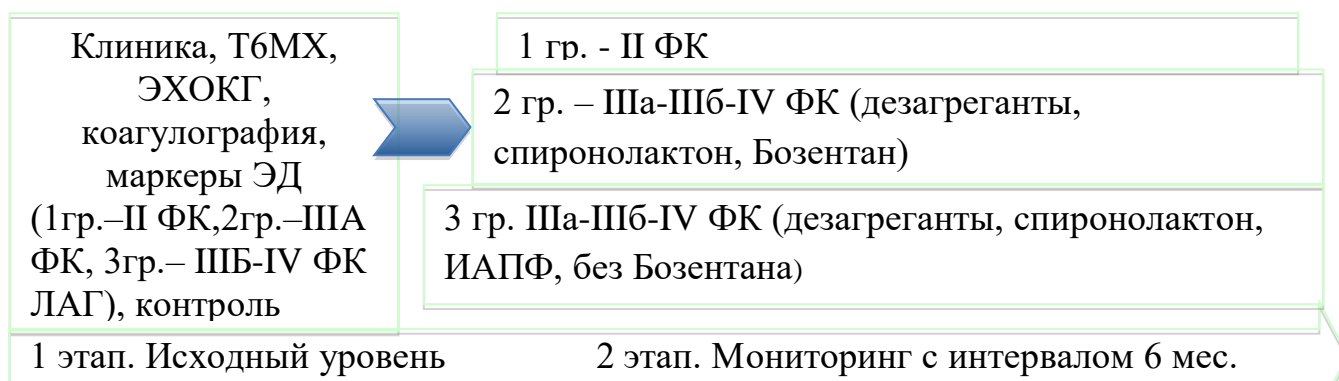 Клиника, Т6МХ,
ЭХОКГ,
коагулография,
маркеры ЭД
(1гр.–II ФК,2гр.–IIIА
ФК, 3гр.– IIIБ-IV ФК
ЛАГ), контроль
1 гр. - II ФК
2 гр. – IIIа-IIIб-IV ФК (дезагреганты,
спиронолактон, Бозентан)
3 гр. IIIа-IIIб-IV ФК (дезагреганты, спиронолактон,
ИАПФ, без Бозентана)
1 этап. Исходный уровень 2 этап. Мониторинг с интервалом 6 мес.